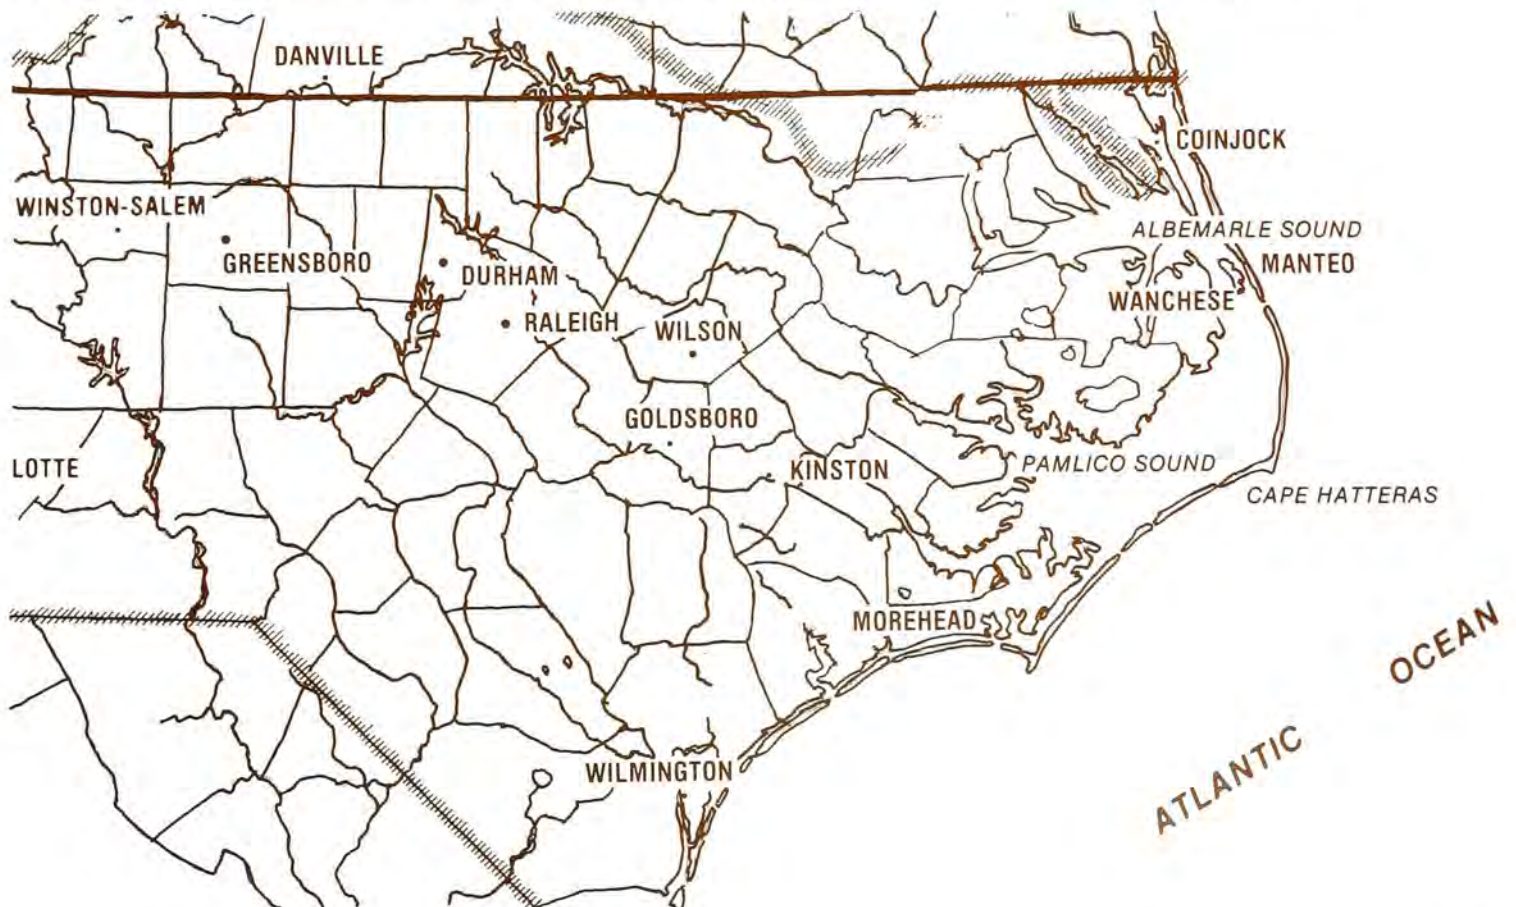 DANVILLE
COINJOCK
WINSTON-SALEM
ALBEMARLE SOUND
GREENSBORO
MANTEO
DURHAM
WANCHESE
RALEIGH
WILSON
GOLDSBORO
LOTTE
KINSTON
PAMLICO SOUND
CAPE HATTERAS
MOREHEAD
OCEAN
ATLANTIC
WILMINGTON